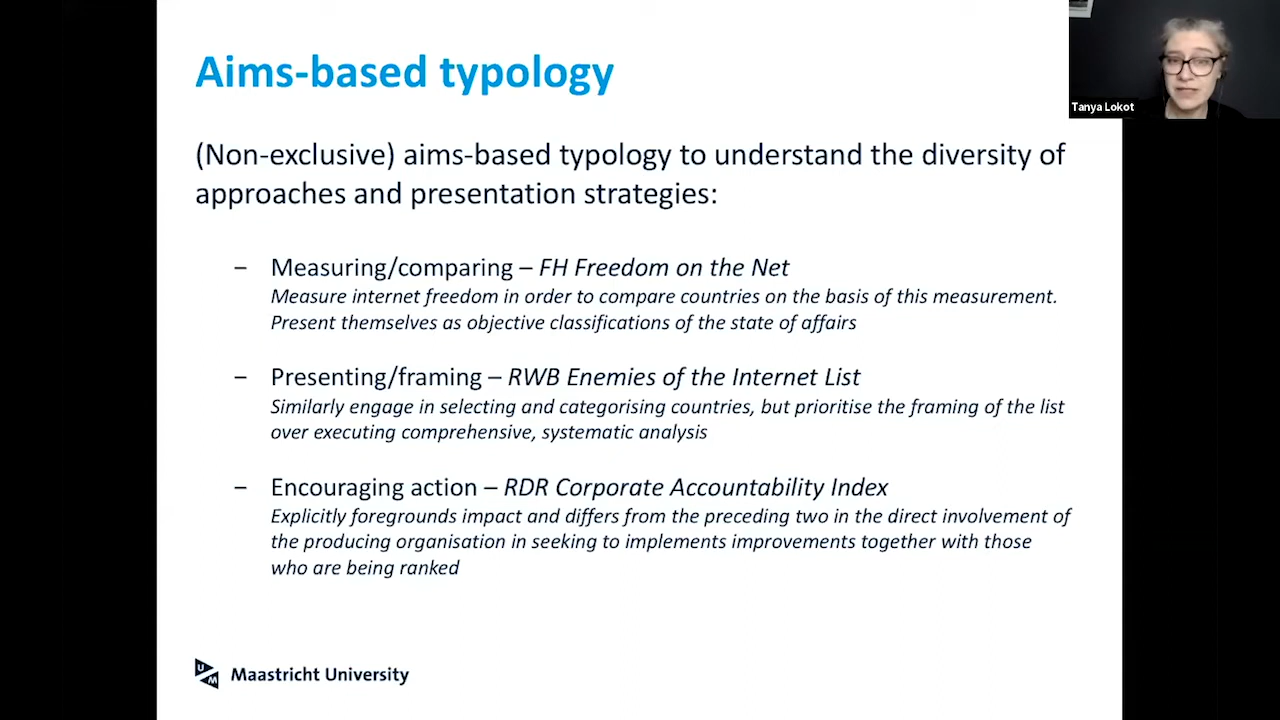 Aims-based typology
Tanya Lokot
(Non-exclusive) aims-based typology to understand the diversity of
approaches and presentation strategies:
– Measuring/comparing – FH Freedom on the Net
Measure internet freedom in order to compare countries on the basis of this measurement.
Present themselves as objective classifications of the state of affairs
– Presenting/framing – RWB Enemies of the Internet List
Similarly engage in selecting and categorising countries, but prioritise the framing of the list
over executing comprehensive, systematic analysis
– Encouraging action – RDR Corporate Accountability Index
Explicitly foregrounds impact and differs from the preceding two in the direct involvement of
the producing organisation in seeking to implements improvements together with those
who are being ranked
U M Maastricht University